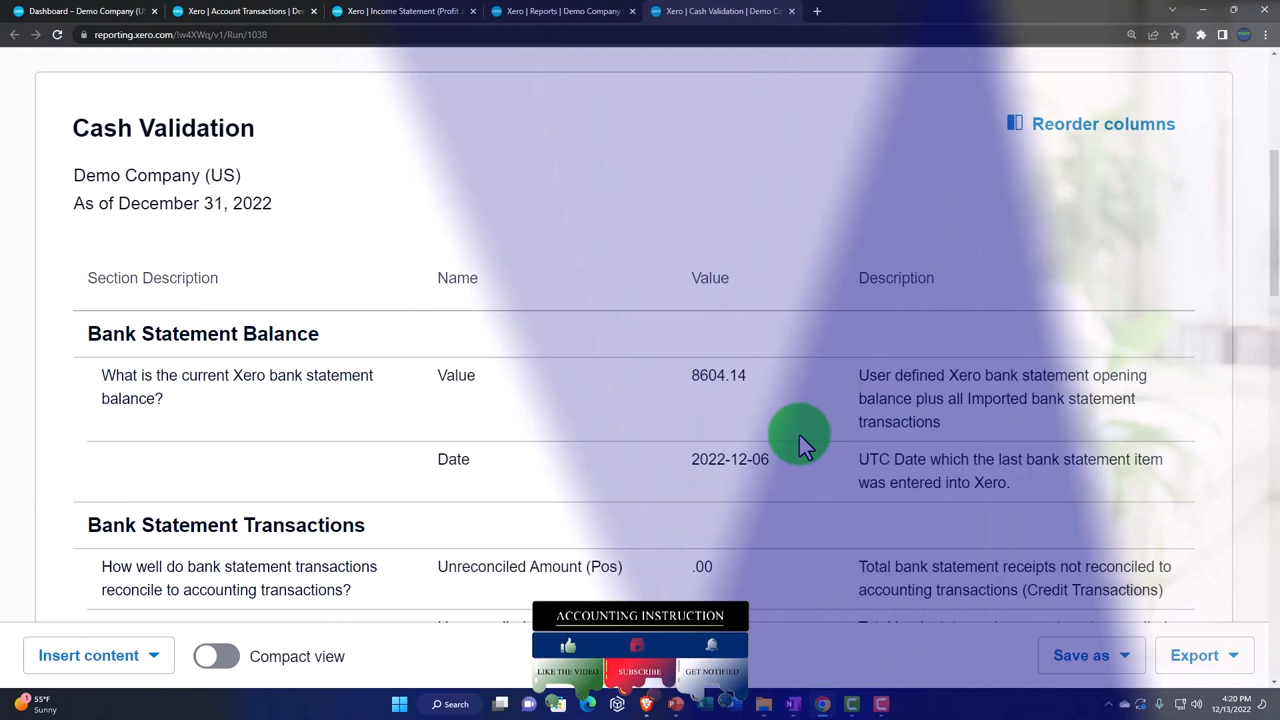 Dashboard – Demo Company (U
Xero | Account Transactions | De
Xero | Income Statement (Profit a
Xero | Reports | Demo Company
Xero | Cash Validation | Demo Co
reporting.xero.com/!w4XWq/v1/Run/1038
Cash Validation
Reorder columns
Demo Company (US)
As of December 31, 2022
Section Description Name Value Description
Bank Statement Balance
What is the current Xero bank statement Value 8604.14 User defined Xero bank statement opening
balance? balance plus all Imported bank statement
transactions
Date 2022-12-06 UTC Date which the last bank statement item
was entered into Xero.
Bank Statement Transactions
How well do bank statement transactions Unreconciled Amount (Pos) .00 Total bank statement receipts not reconciled to
reconcile to accounting transactions? accounting transactions (Credit Transactions)
ACCOUNTING INSTRUCTION
LIKE THE VIDEO SUBSCRIBE GET NOTIFIED
Insert content Compact view Save as Export
55°F
Sunny
Search
12/13/2022